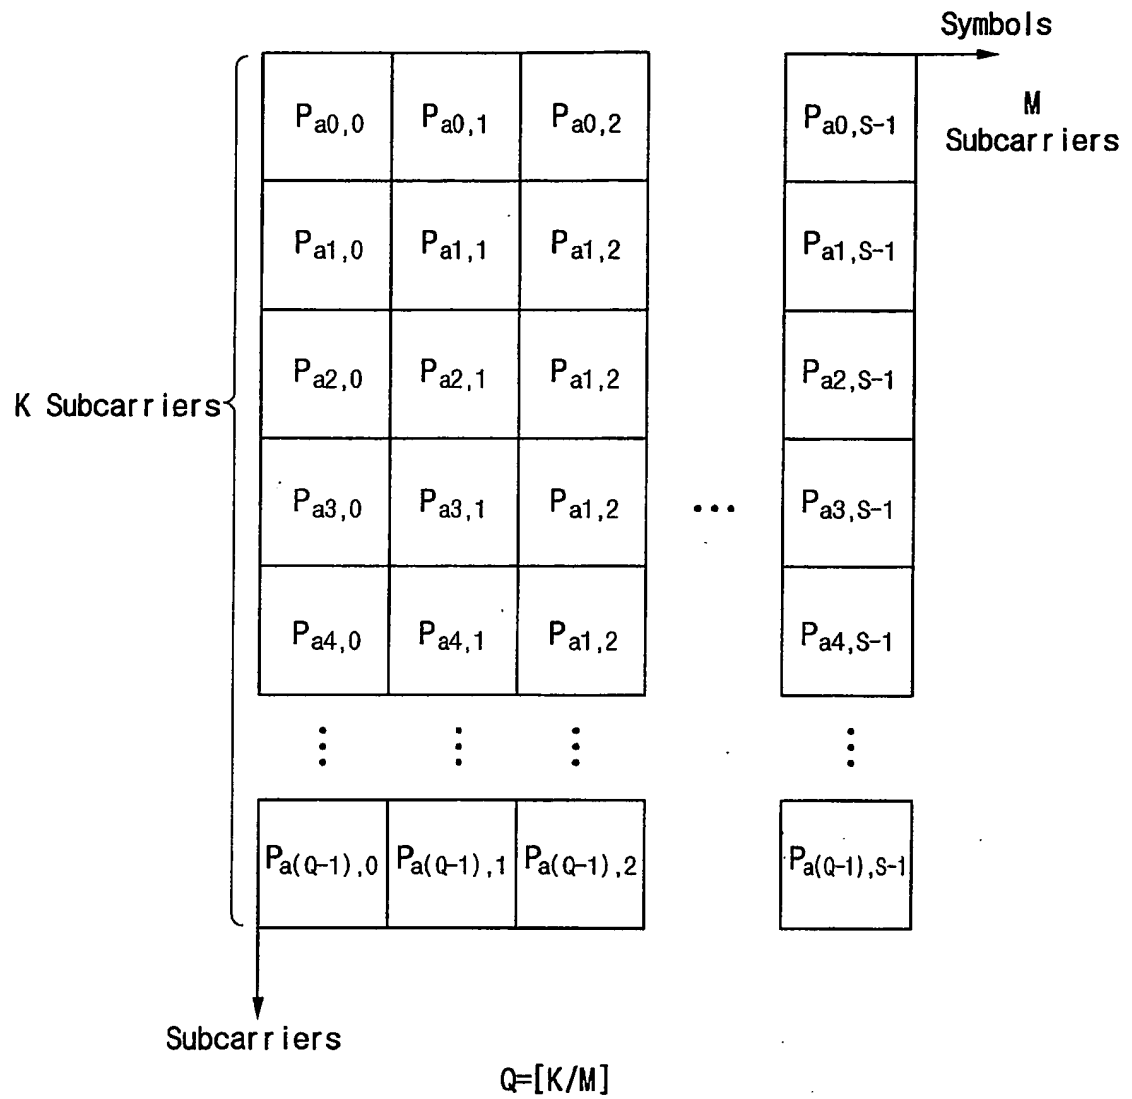 Symbols
M
Subcarriers
Pa0,0 Pa0,1 Pa0,2 Pa0,S-1
Pa1,0 Pa1,1 Pa1,2 Pa1,S-1
Pa2,0 Pa2,1 Pa1,2 Pa2,S-1
K Subcarriers
Pa3,0 Pa3,1 Pa1,2 ... Pa3,S-1
Pa4,0 Pa4,1 Pa1,2 Pa4,S-1
Pa(Q-1),0 Pa(Q-1),1 Pa(Q-1),2 Pa(Q-1),S-1
Subcarriers
Q=[K/M]